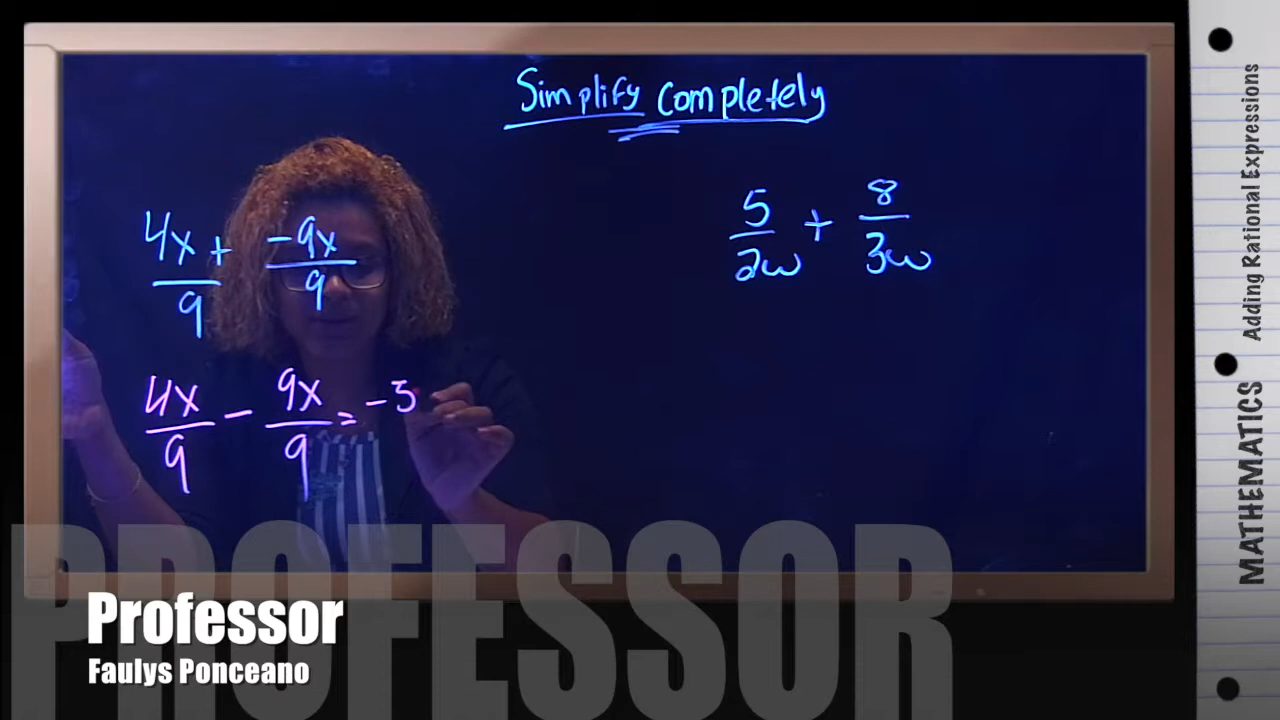 Simplify completely
4x/9 + -9x/9
5/2w + 8/3w
4x/9 - 9x/9 = -5
PROFESSOR
Professor
Faulys Ponceano
MATHEMATICS Adding Rational Expressions